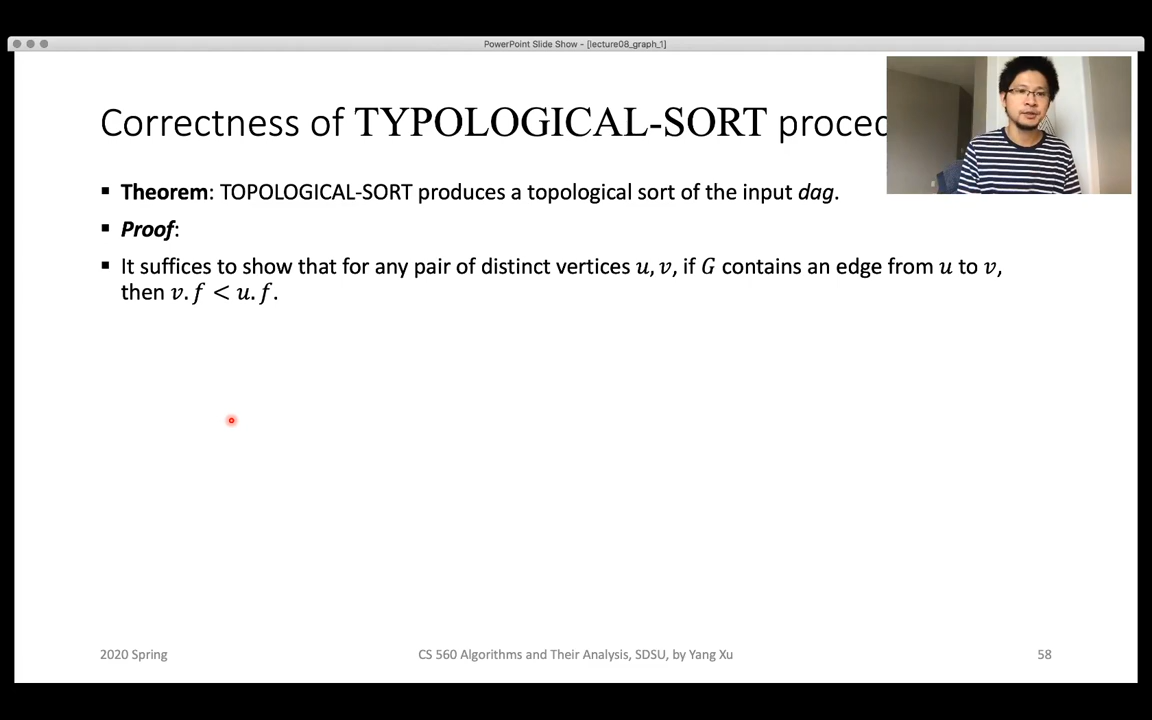 PowerPoint Slide Show - [lecture08_graph_1]
Correctness of TYPOLOGICAL-SORT
▪ Theorem: TOPOLOGICAL-SORT produces a topological sort of the input dag.
▪ Proof:
▪ It suffices to show that for any pair of distinct vertices u, v, if G contains an edge from u to v,
then v. f < u. f.
2020 Spring
CS 560 Algorithms and Their Analysis, SDSU, by Yang Xu
58